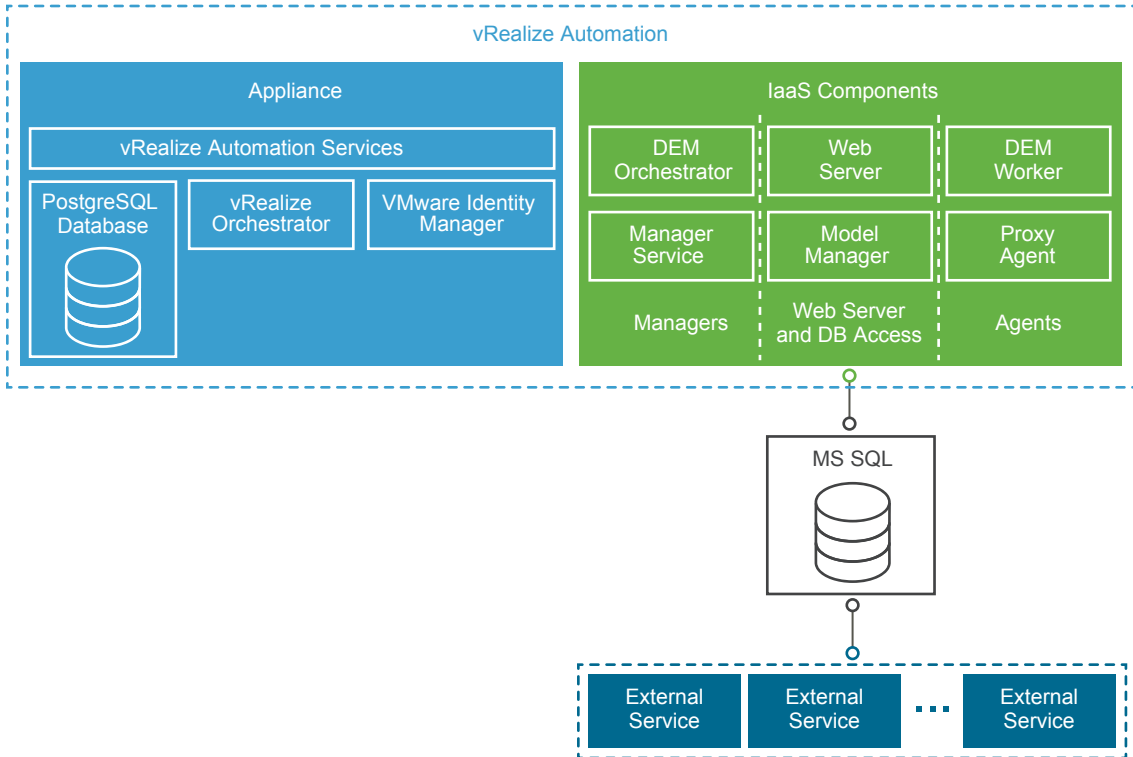 vRealize Automation
Appliance
vRealize Automation Services
PostgreSQL
Database
vRealize
Orchestrator
VMware Identity
Manager
IaaS Components
DEM
Orchestrator
Web
Server
DEM
Worker
Manager
Service
Model
Manager
Proxy
Agent
Managers
Web Server
and DB Access
Agents
MS SQL
External
Service
External
Service
External
Service